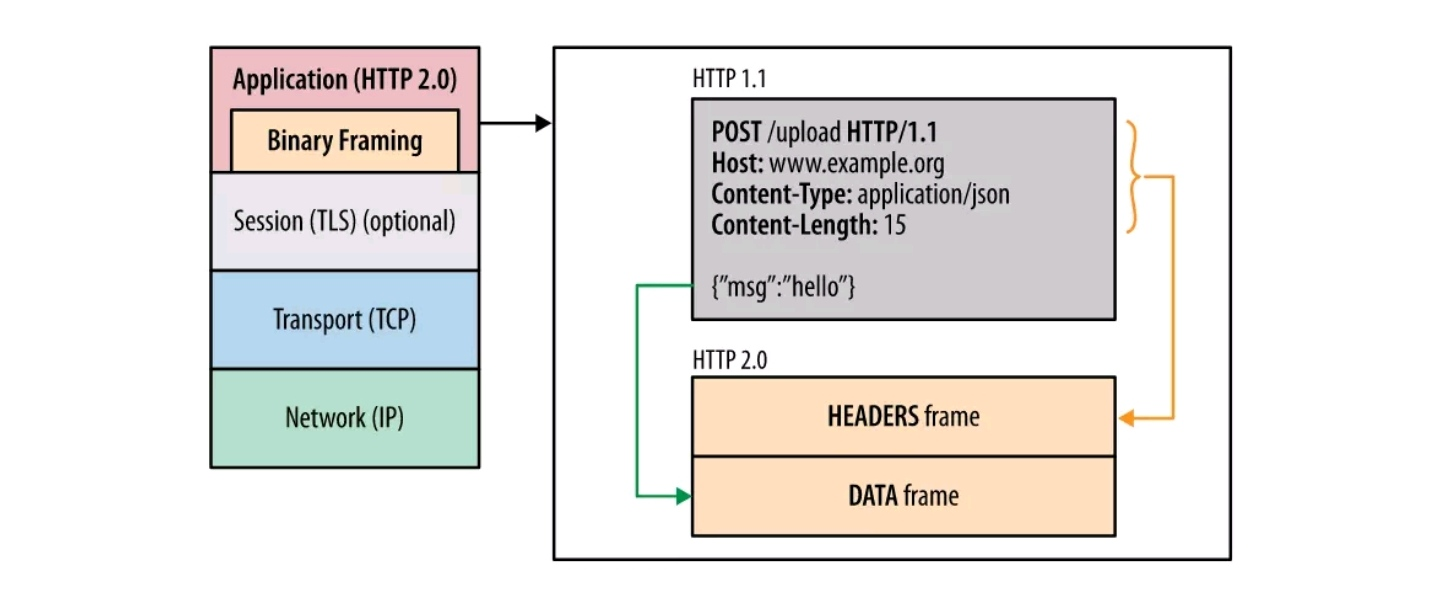 Application (HTTP 2.0)
Binary Framing
Session (TLS) (optional)
Transport (TCP)
Network (IP)
HTTP 1.1
POST /upload HTTP/1.1
Host: www.example.org
Content-Type: application/json
Content-Length: 15
{”msg”:”hello”}
HTTP 2.0
HEADERS frame
DATA frame